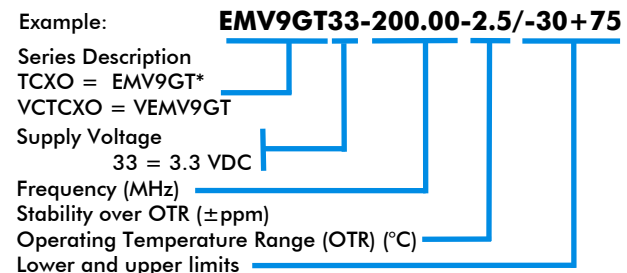 Example: EMV9GT33-200.00-2.5/-30+75
Series Description
TCXO = EMV9GT*
VCTCXO = VEMV9GT
Supply Voltage
33 = 3.3 VDC
Frequency (MHz)
Stability over OTR (±ppm)
Operating Temperature Range (OTR) (°C)
Lower and upper limits